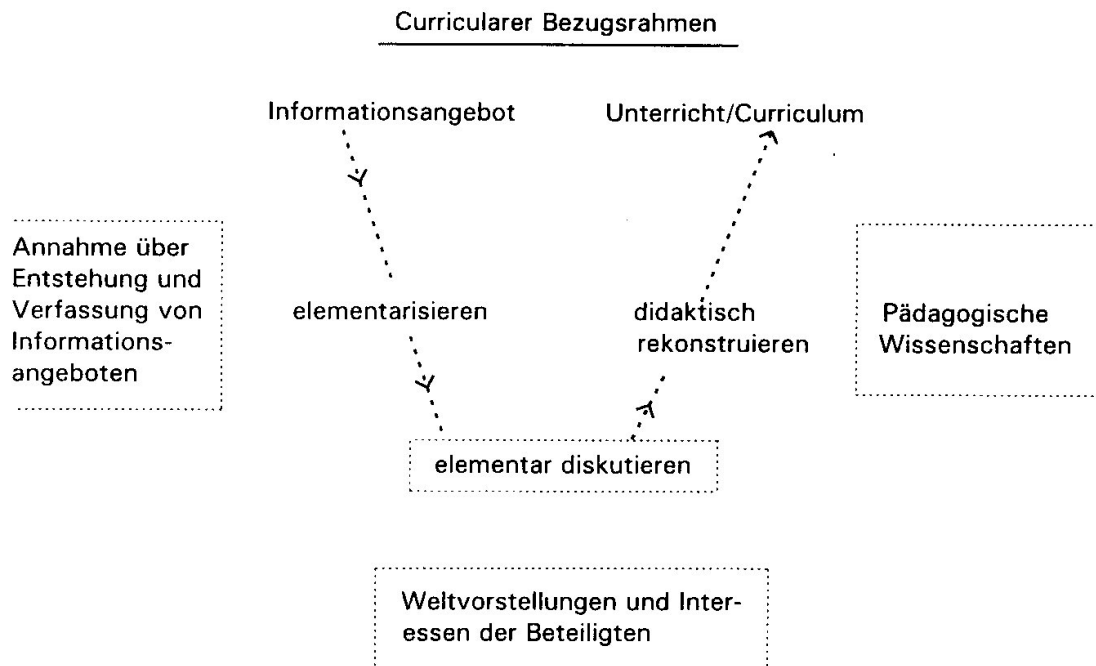 Curricularer Bezugsrahmen
Informationsangebot
Unterricht/Curriculum
Annahme über
Entstehung und
Verfassung von
Informations-
angeboten
elementarisieren
didaktisch
rekonstruieren
Pädagogische
Wissenschaften
elementar diskutieren
Weltvorstellungen und Inter-
essen der Beteiligten